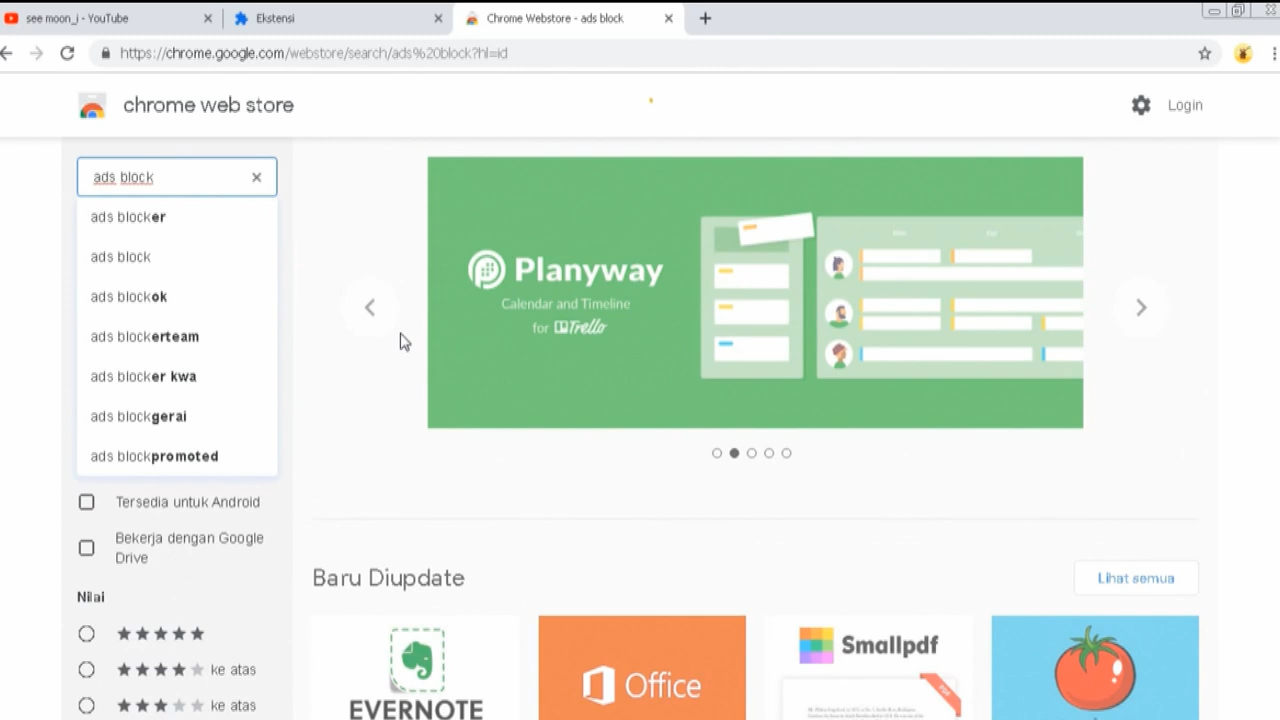 see moon_i - YouTube
Ekstensi
Chrome Webstore - ads block
https://chrome.google.com/webstore/search/ads%20block?hl=id
chrome web store
Login
ads block
ads blocker
ads block
ads blockok
ads blockerteam
ads blocker kwa
ads blockgerai
ads blockpromoted
Tersedia untuk Android
Bekerja dengan Google
Drive
Nilai
ke atas
ke atas
Planyway
Calendar and Timeline
for Trello
Baru Diupdate
Lihat semua
EVERNOTE
Office
Smallpdf
PDF